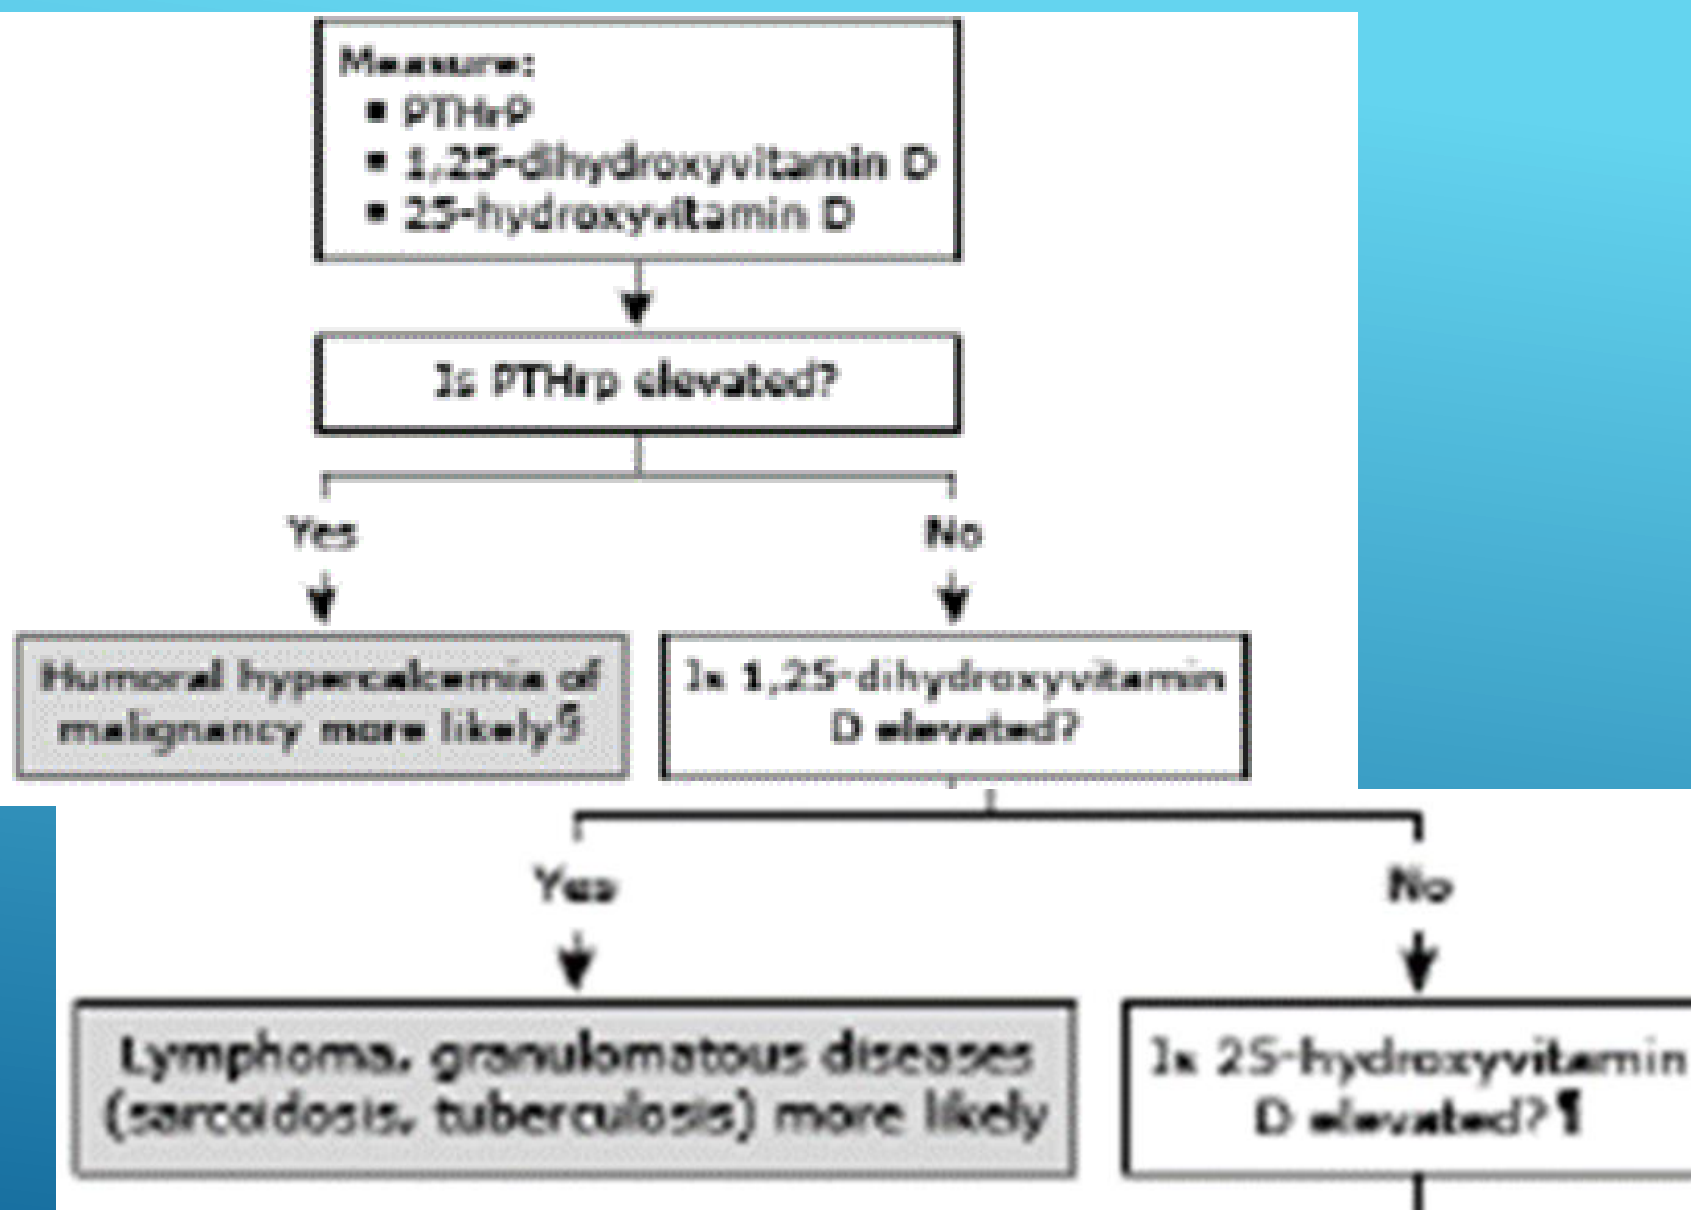 Measure:
▪ PTHrP
▪ 1,25-dihydroxyvitamin D
▪ 25-hydroxyvitamin D
Is PTHrp elevated?
Yes
No
Humoral hypercalcemia of
malignancy more likely§
Is 1,25-dihydroxyvitamin
D elevated?
Yes
No
Lymphoma, granulomatous diseases
(sarcoidosis, tuberculosis) more likely
Is 25-hydroxyvitamin
D elevated?¶